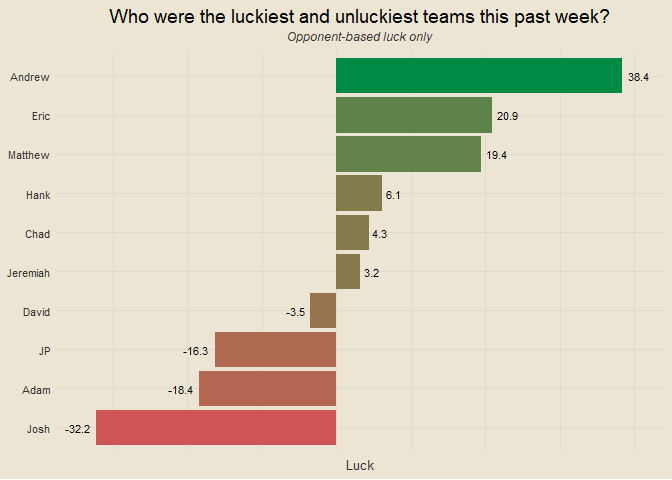 Who were the luckiest and unluckiest teams this past week?
Opponent-based luck only
Andrew 38.4
Eric 20.9
Matthew 19.4
Hank 6.1
Chad 4.3
Jeremiah 3.2
David -3.5
JP -16.3
Adam -18.4
Josh -32.2
Luck